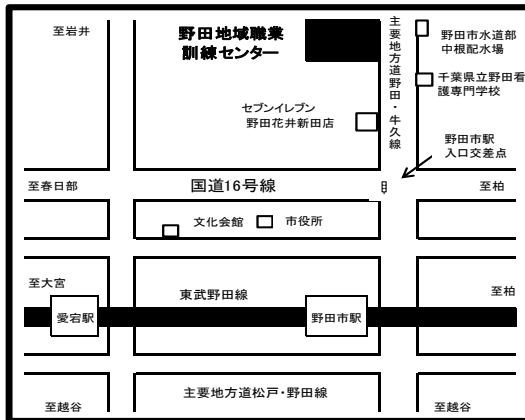 至岩井
野田地域職業
訓練センター
主要地方道野田・牛久線
野田市水道部
中根配水場
千葉県立野田看
護専門学校
セブンイレブン
野田花井新田店
野田市駅
入口交差点
至春日部
国道16号線
至柏
文化会館
市役所
至大宮
東武野田線
至柏
愛宕駅
野田市駅
主要地方道松戸・野田線
至越谷
至越谷